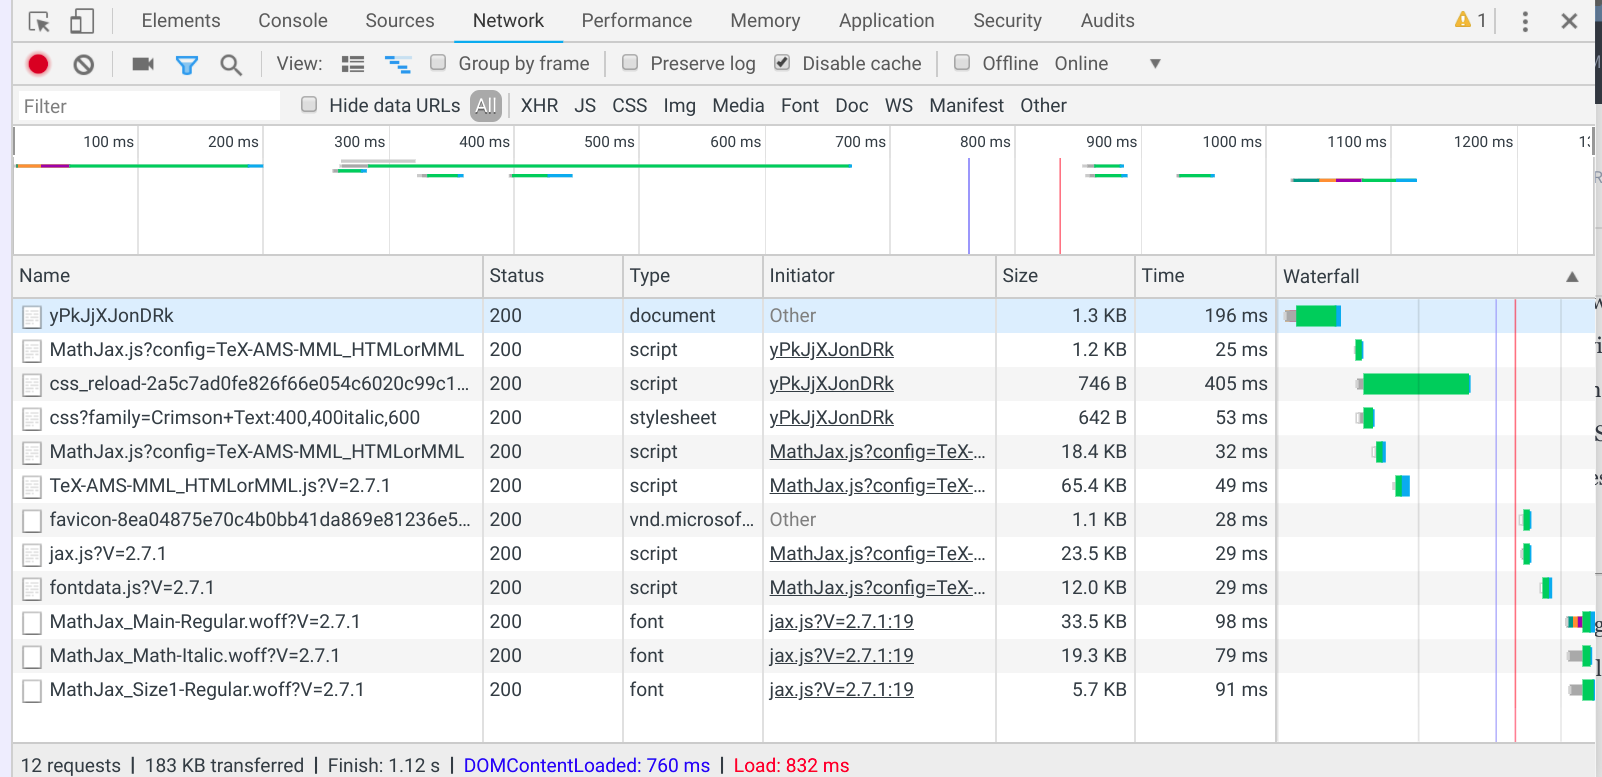 Elements Console Sources Network Performance Memory Application Security Audits 1
View: Group by frame Preserve log Disable cache Offline Online
Filter Hide data URLs All XHR JS CSS Img Media Font Doc WS Manifest Other
100 ms 200 ms 300 ms 400 ms 500 ms 600 ms 700 ms 800 ms 900 ms 1000 ms 1100 ms 1200 ms
Name Status Type Initiator Size Time Waterfall
yPkJjXJonDRk 200 document Other 1.3 KB 196 ms
MathJax.js?config=TeX-AMS-MML_HTMLorMML 200 script yPkJjXJonDRk 1.2 KB 25 ms
css_reload-2a5c7ad0fe826f66e054c6020c99c1... 200 script yPkJjXJonDRk 746 B 405 ms
css?family=Crimson+Text:400,400italic,600 200 stylesheet yPkJjXJonDRk 642 B 53 ms
MathJax.js?config=TeX-AMS-MML_HTMLorMML 200 script MathJax.js?config=TeX-... 18.4 KB 32 ms
TeX-AMS-MML_HTMLorMML.js?V=2.7.1 200 script MathJax.js?config=TeX-... 65.4 KB 49 ms
favicon-8ea04875e70c4b0bb41da869e81236e5... 200 vnd.microsof... Other 1.1 KB 28 ms
jax.js?V=2.7.1 200 script MathJax.js?config=TeX-... 23.5 KB 29 ms
fontdata.js?V=2.7.1 200 script MathJax.js?config=TeX-... 12.0 KB 29 ms
MathJax_Main-Regular.woff?V=2.7.1 200 font jax.js?V=2.7.1:19 33.5 KB 98 ms
MathJax_Math-Italic.woff?V=2.7.1 200 font jax.js?V=2.7.1:19 19.3 KB 79 ms
MathJax_Size1-Regular.woff?V=2.7.1 200 font jax.js?V=2.7.1:19 5.7 KB 91 ms
12 requests | 183 KB transferred | Finish: 1.12 s | DOMContentLoaded: 760 ms | Load: 832 ms